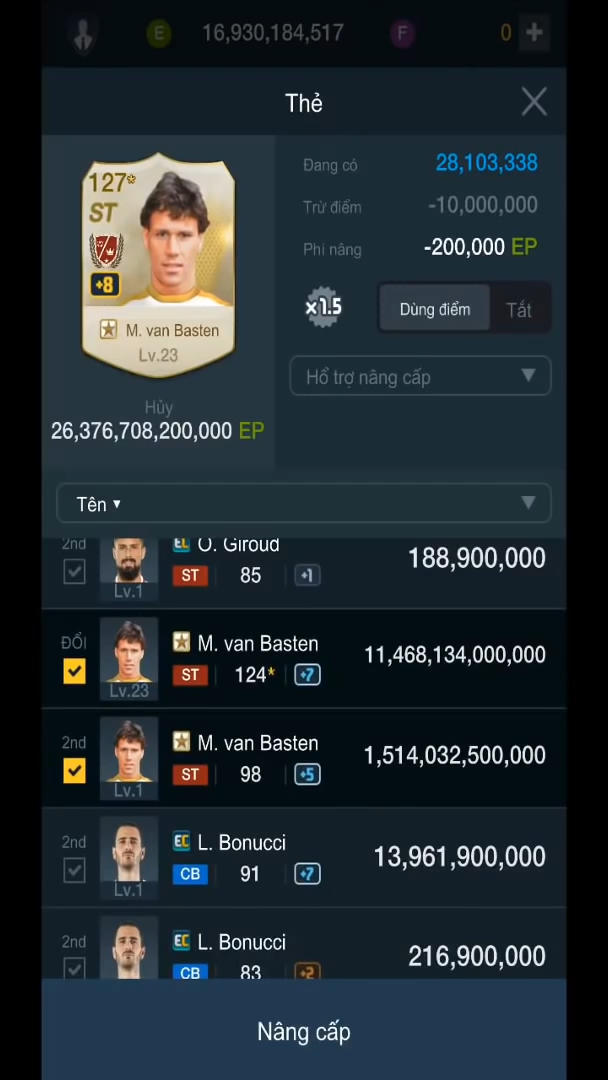 E 16,930,184,517 F 0 +
Thẻ
127* ST +8
M. van Basten
Lv.23
Hủy
26,376,708,200,000 EP
Đang có 28,103,338
Trừ điểm -10,000,000
Phí nâng -200,000 EP
x1.5 Dùng điểm Tắt
Hỗ trợ nâng cấp
Tên
2nd EC O. Giroud 188,900,000
Lv.1 ST 85 +1
ĐỔI M. van Basten 11,468,134,000,000
Lv.23 ST 124* +7
2nd M. van Basten 1,514,032,500,000
Lv.1 ST 98 +5
2nd EC L. Bonucci 13,961,900,000
Lv.1 CB 91 +7
2nd EC L. Bonucci 216,900,000
CB 83 +2
Nâng cấp